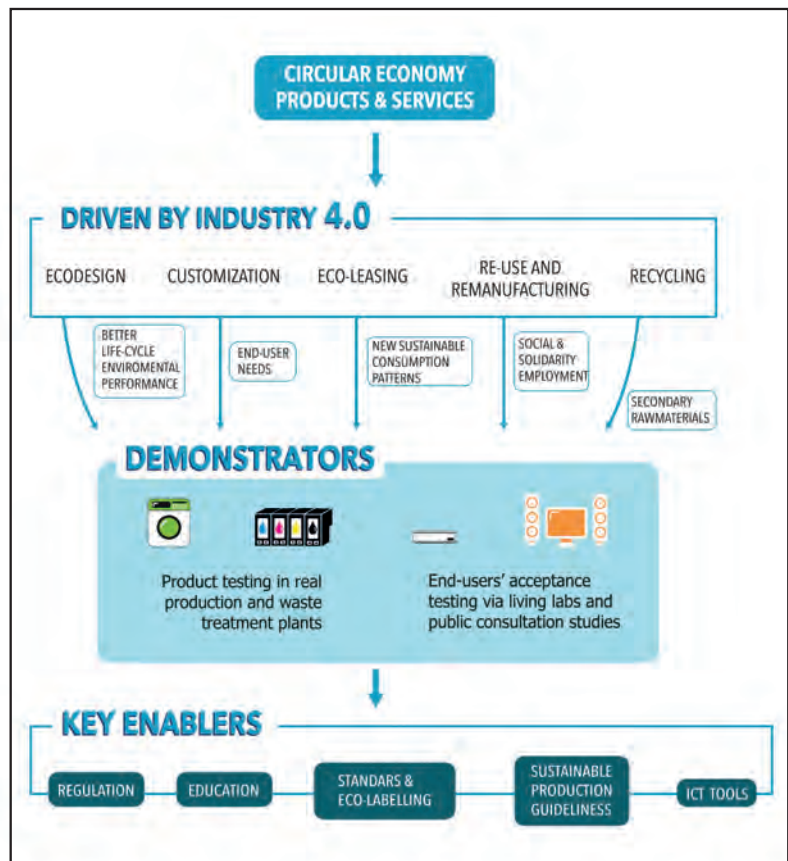 CIRCULAR ECONOMY
PRODUCTS & SERVICES
DRIVEN BY INDUSTRY 4.0
ECODESIGN
CUSTOMIZATION
ECO-LEASING
RE-USE AND
REMANUFACTURING
RECYCLING
BETTER
LIFE-CYCLE
ENVIROMENTAL
PERFORMANCE
END-USER
NEEDS
NEW SUSTAINABLE
CONSUMPTION
PATTERNS
SOCIAL &
SOLIDARITY
EMPLOYMENT
SECONDARY
RAWMATERIALS
DEMONSTRATORS
Product testing in real
production and waste
treatment plants
End-users' acceptance
testing via living labs and
public consultation studies
KEY ENABLERS
REGULATION
EDUCATION
STANDARS &
ECO-LABELLING
SUSTAINABLE
PRODUCTION
GUIDELINESS
ICT TOOLS